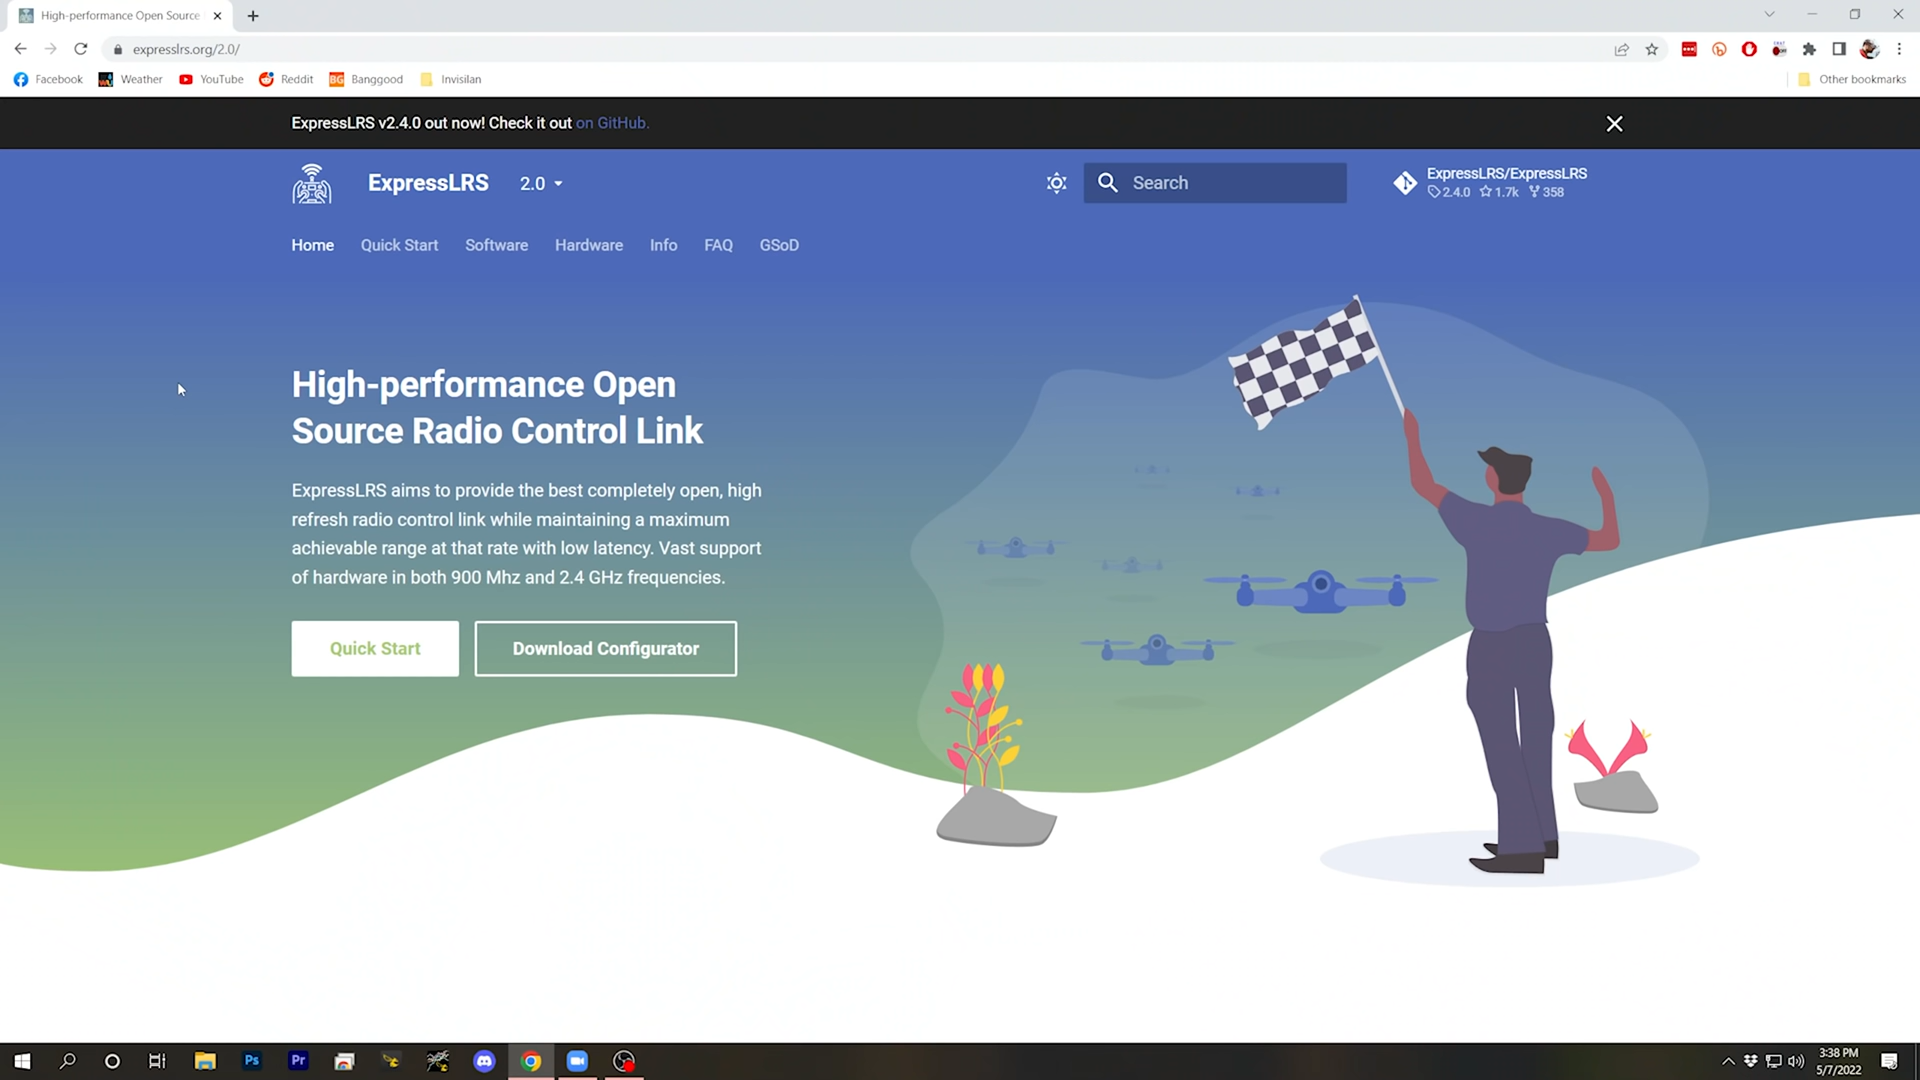 High-performance Open Source
expresslrs.org/2.0/
Facebook Weather YouTube Reddit BG Banggood Invisilan Other bookmarks
ExpressLRS v2.4.0 out now! Check it out on GitHub.
ExpressLRS 2.0 Search
ExpressLRS/ExpressLRS
2.4.0 1.7k 358
Home Quick Start Software Hardware Info FAQ GSoD
High-performance Open
Source Radio Control Link
ExpressLRS aims to provide the best completely open, high
refresh radio control link while maintaining a maximum
achievable range at that rate with low latency. Vast support
of hardware in both 900 Mhz and 2.4 GHz frequencies.
Quick Start Download Configurator
Ps Pr
3:38 PM
5/7/2022